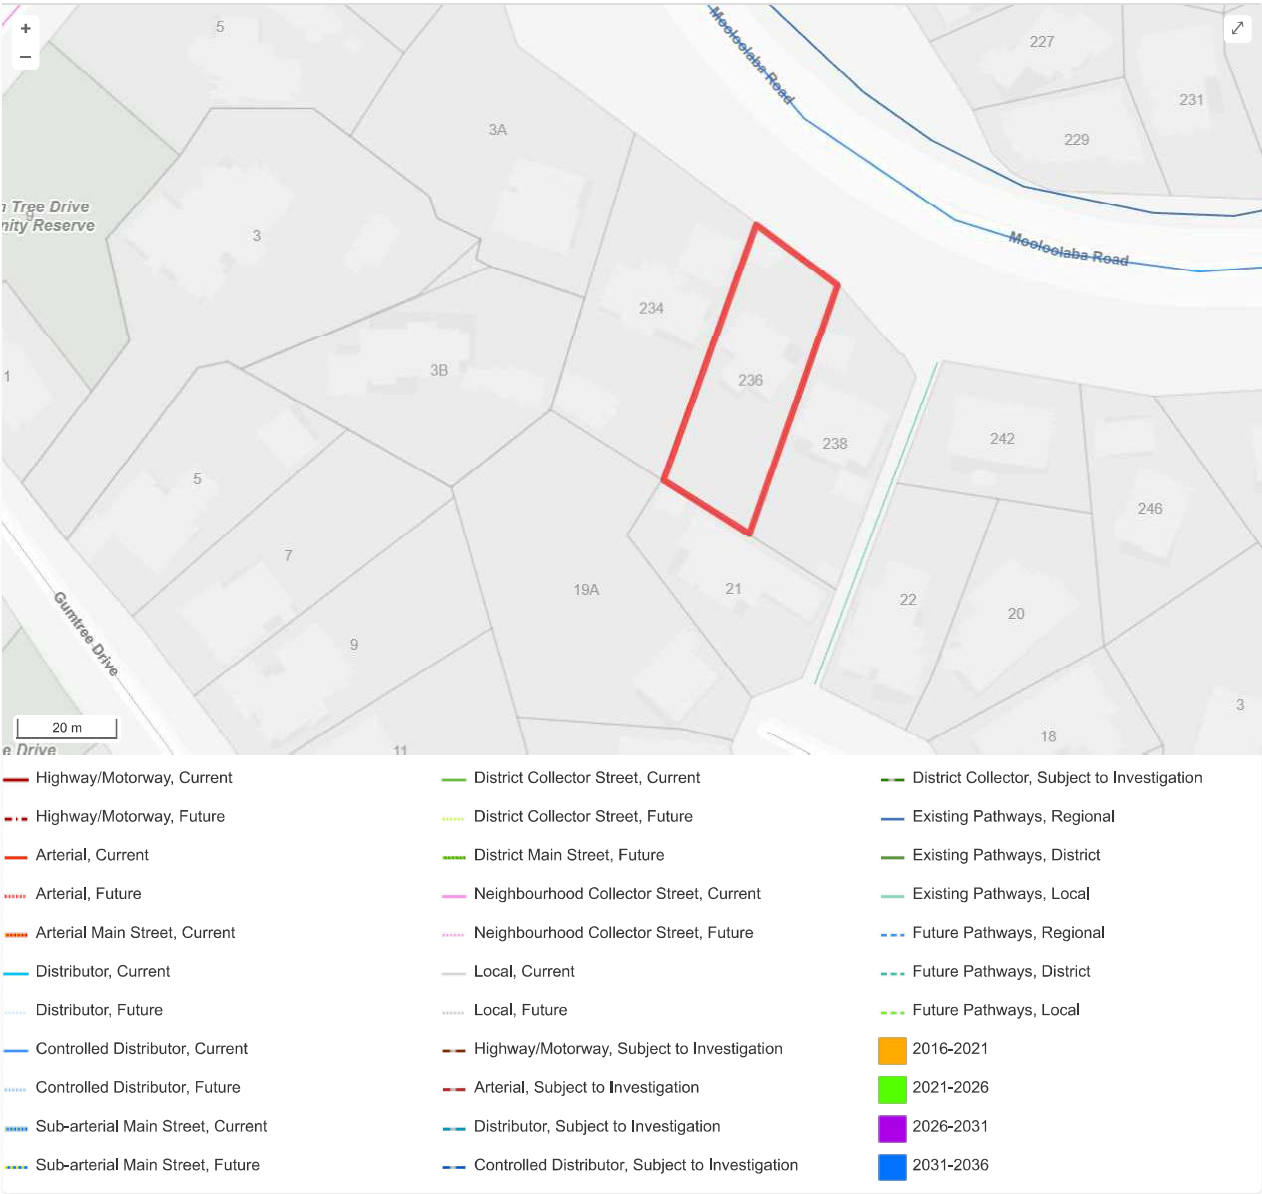 +
−
5
227
231
229
3A
Mooloolaba Road
n Tree Drive
nity Reserve
9
3
Mooloolaba Road
234
236
3B
1
238
242
5
246
7
19A
21
22
20
9
Gumtree Drive
3
18
11
20 m
e Drive
Highway/Motorway, Current
Highway/Motorway, Future
Arterial, Current
Arterial, Future
Arterial Main Street, Current
Distributor, Current
Distributor, Future
Controlled Distributor, Current
Controlled Distributor, Future
Sub-arterial Main Street, Current
Sub-arterial Main Street, Future
District Collector Street, Current
District Collector Street, Future
District Main Street, Future
Neighbourhood Collector Street, Current
Neighbourhood Collector Street, Future
Local, Current
Local, Future
Highway/Motorway, Subject to Investigation
Arterial, Subject to Investigation
Distributor, Subject to Investigation
Controlled Distributor, Subject to Investigation
District Collector, Subject to Investigation
Existing Pathways, Regional
Existing Pathways, District
Existing Pathways, Local
Future Pathways, Regional
Future Pathways, District
Future Pathways, Local
2016-2021
2021-2026
2026-2031
2031-2036